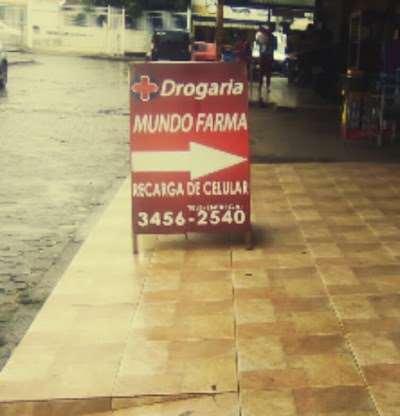 Drogaria
MUNDO FARMA
RECARGA DE CELULAR
3456-2540